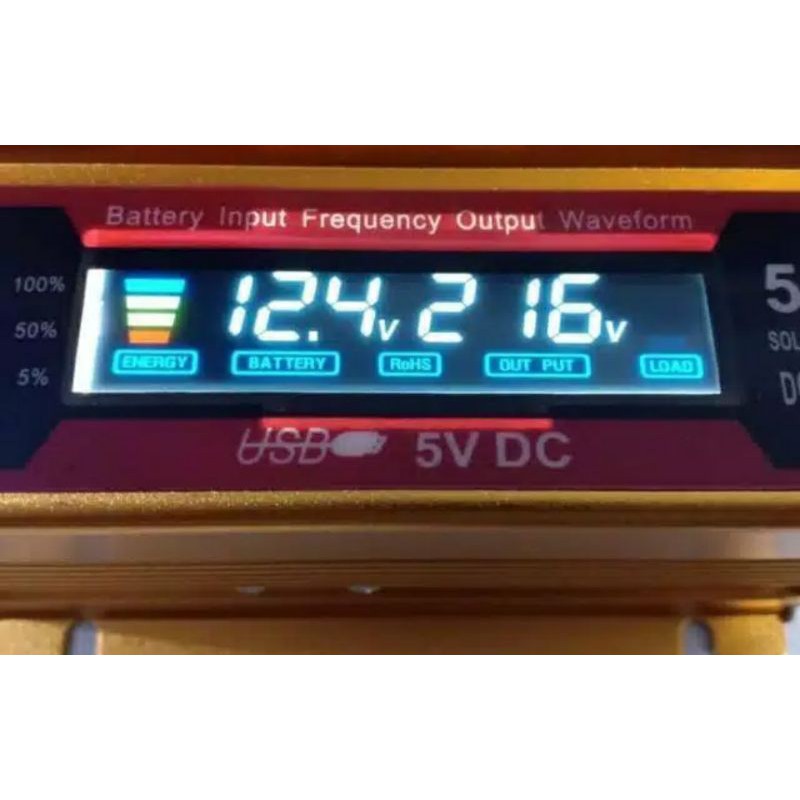 Battery Input Frequency Output Waveform
100%
50%
5%
12.4V 216V
ENERGY BATTERY RoHS OUT PUT LOAD
USB 5V DC
5